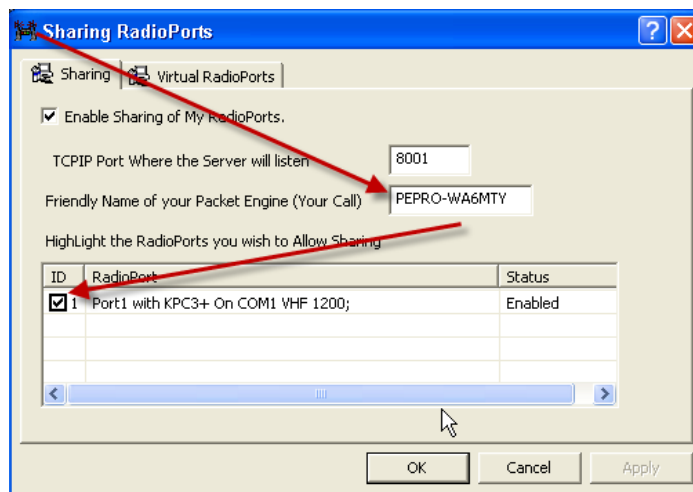 Sharing RadioPorts
Sharing Virtual RadioPorts
Enable Sharing of My RadioPorts.
TCPIP Port Where the Server will listen 8001
Friendly Name of your Packet Engine (Your Call) PEPRO-WA6MTY
HighLight the RadioPorts you wish to Allow Sharing
ID RadioPort Status
1 Port1 with KPC3+ On COM1 VHF 1200; Enabled
OK Cancel Apply